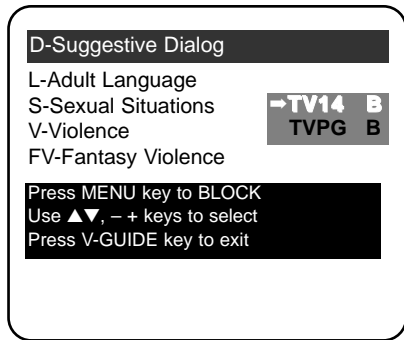 D-Suggestive Dialog
L-Adult Language
S-Sexual Situations ➡TV14 B
V-Violence TVPG B
FV-Fantasy Violence
Press MENU key to BLOCK
Use ▲▼, – + keys to select
Press V-GUIDE key to exit